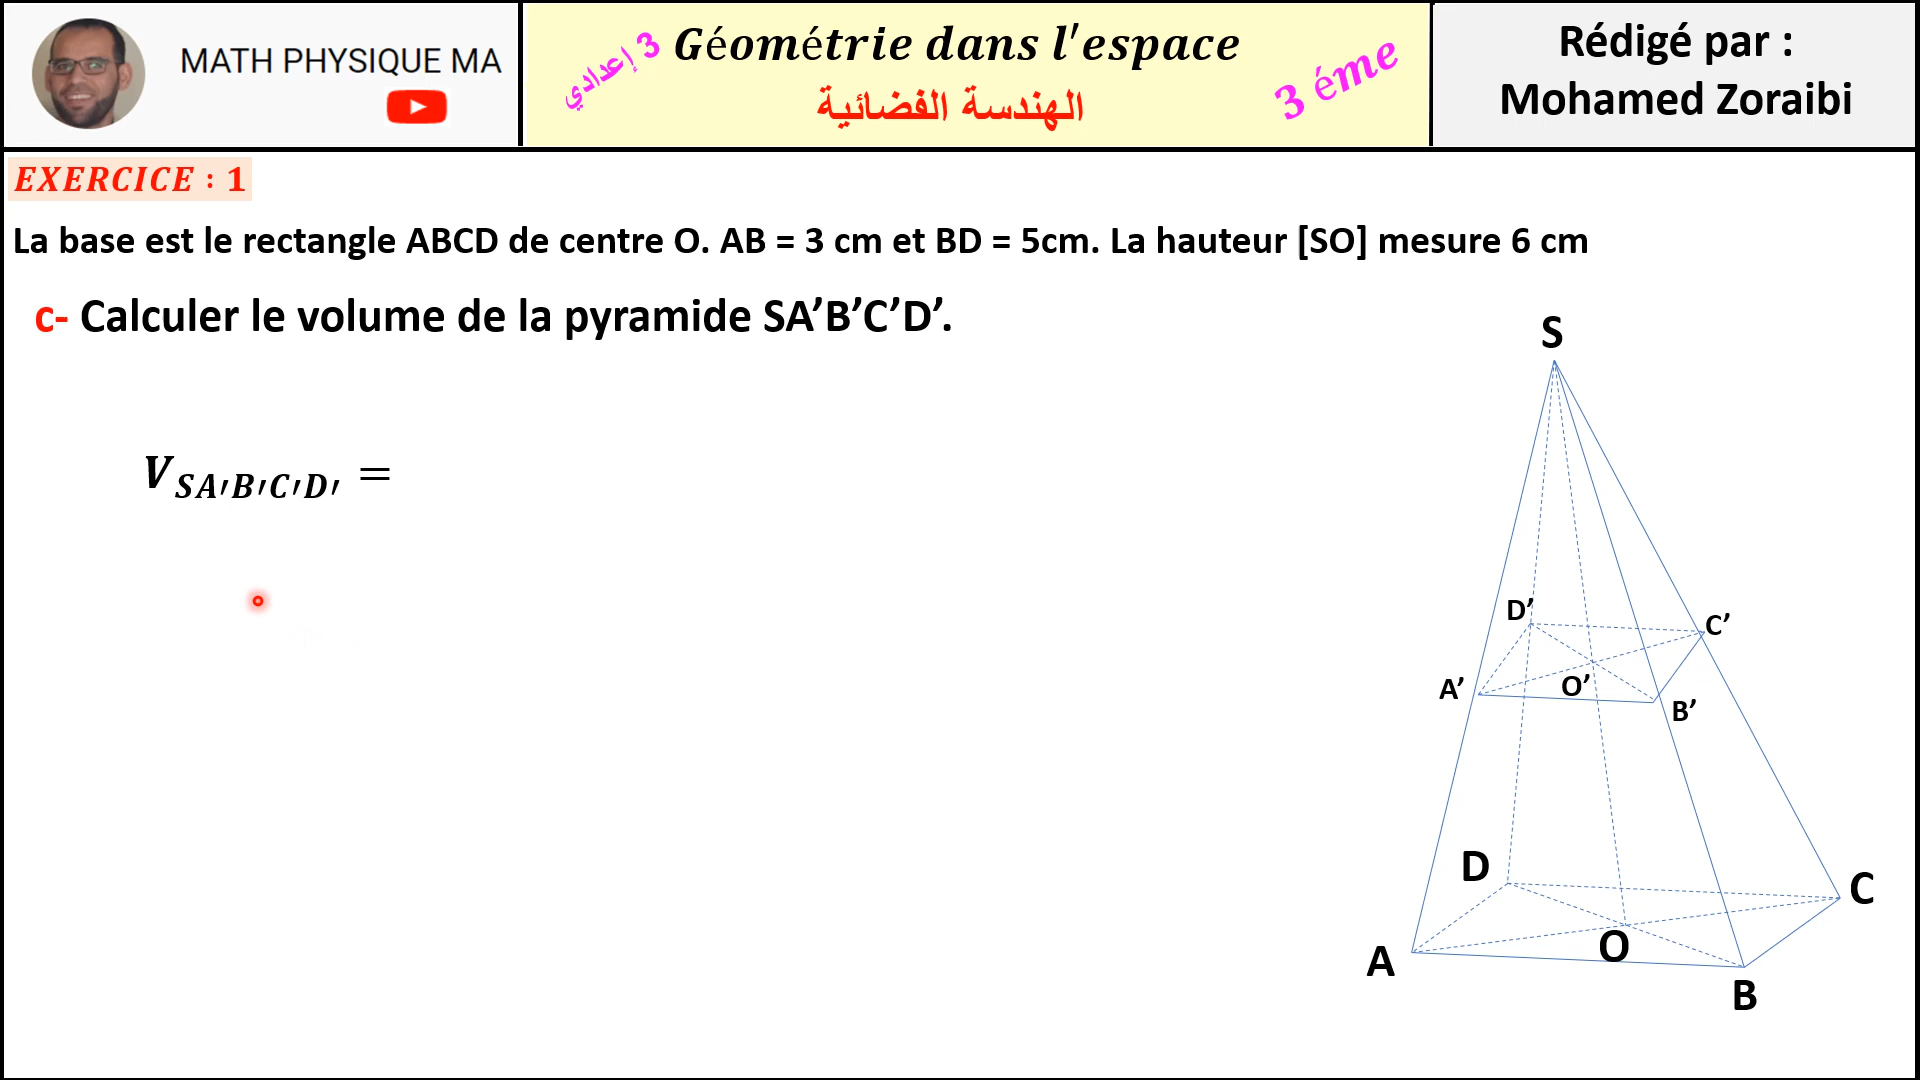 MATH PHYSIQUE MA
3 إعدادي
Géométrie dans l'espace
الهندسة الفضائية
3 éme
Rédigé par :
Mohamed Zoraibi
EXERCICE : 1
La base est le rectangle ABCD de centre O. AB = 3 cm et BD = 5cm. La hauteur [SO] mesure 6 cm
c- Calculer le volume de la pyramide SA’B’C’D’.
V_{SA'B'C'D'} =
S
D’
C’
A’
O’
B’
D
C
O
A
B